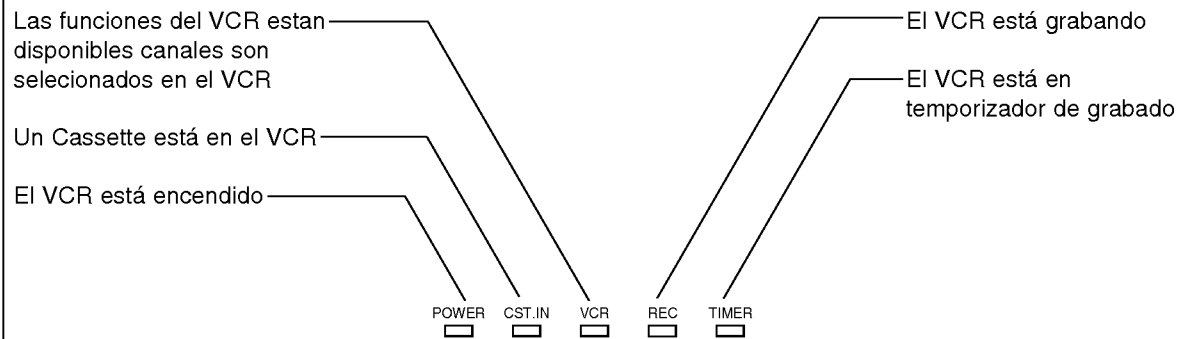 Las funciones del VCR estan
disponibles canales son
selecionados en el VCR
Un Cassette está en el VCR
El VCR está encendido
El VCR está grabando
El VCR está en
temporizador de grabado
POWER CST.IN VCR REC TIMER